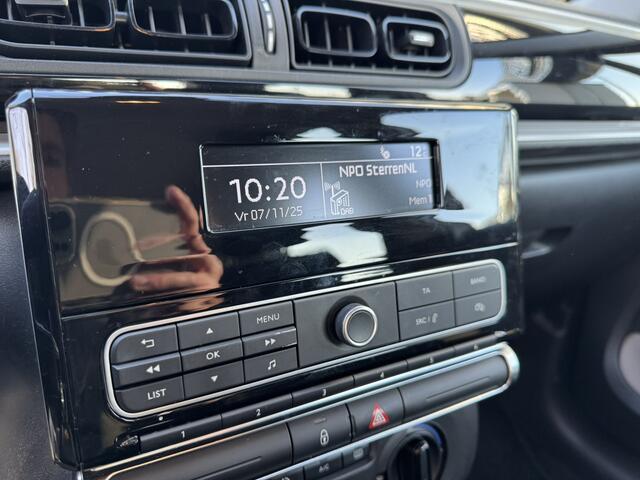 12
10:20
Vr 07/11/25
NPO SterrenNL
NPO
DAB
Mem 1
MENU
TA
BAND
OK
SRC
LIST
1
2
3
4
5
A/C